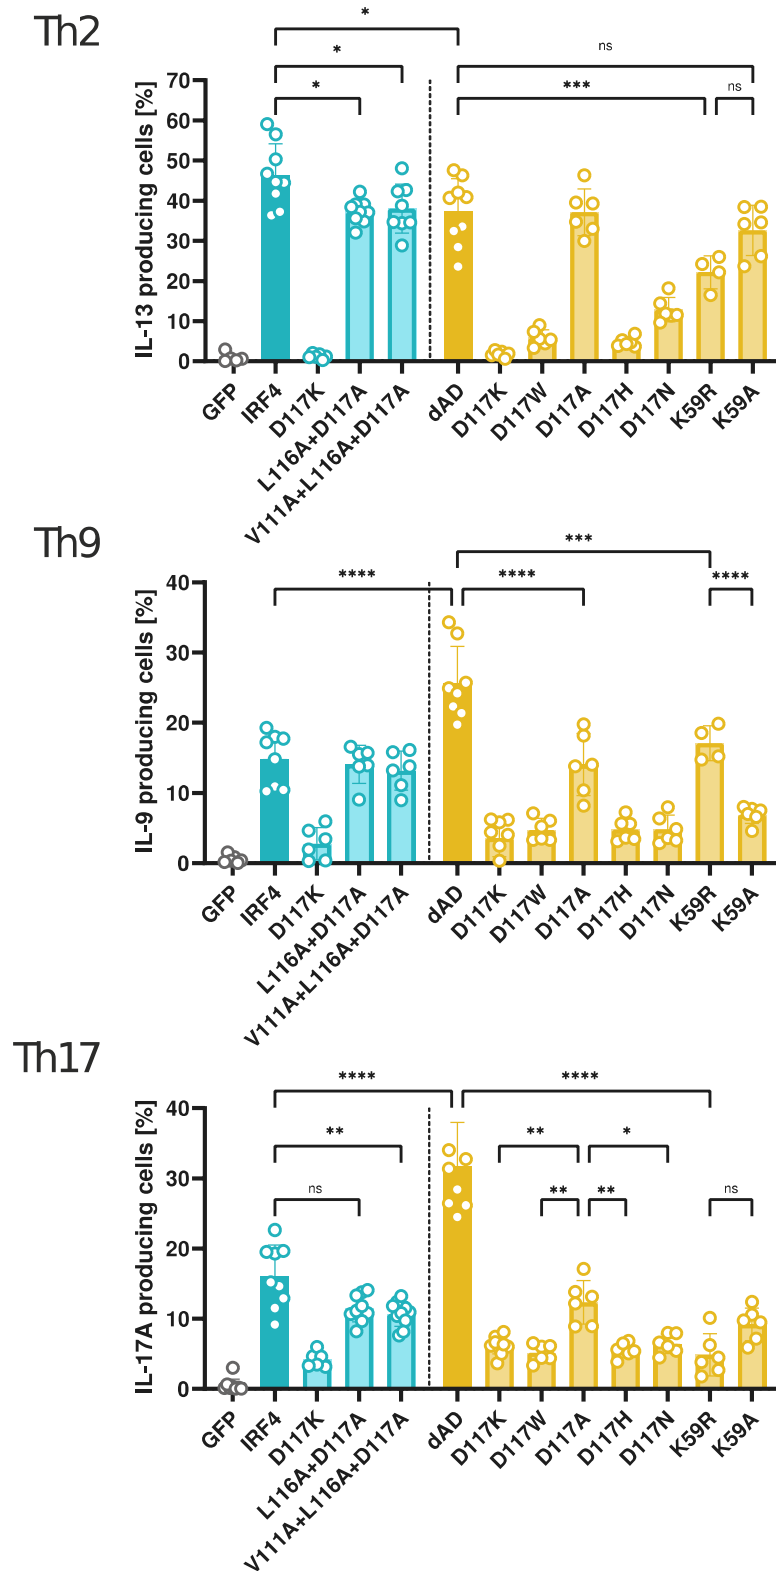 Th2
*
*
ns
*
***
ns
IL-13 producing cells [%]
70
60
50
40
30
20
10
0
GFP
IRF4
D117K
L116A+D117A
V111A+L116A+D117A
dAD
D117K
D117W
D117A
D117H
D117N
K59R
K59A
Th9
***
****
****
****
IL-9 producing cells [%]
40
30
20
10
0
GFP
IRF4
D117K
L116A+D117A
V111A+L116A+D117A
dAD
D117K
D117W
D117A
D117H
D117N
K59R
K59A
Th17
****
****
**
**
*
ns
**
**
ns
IL-17A producing cells [%]
40
30
20
10
0
GFP
IRF4
D117K
L116A+D117A
V111A+L116A+D117A
dAD
D117K
D117W
D117A
D117H
D117N
K59R
K59A